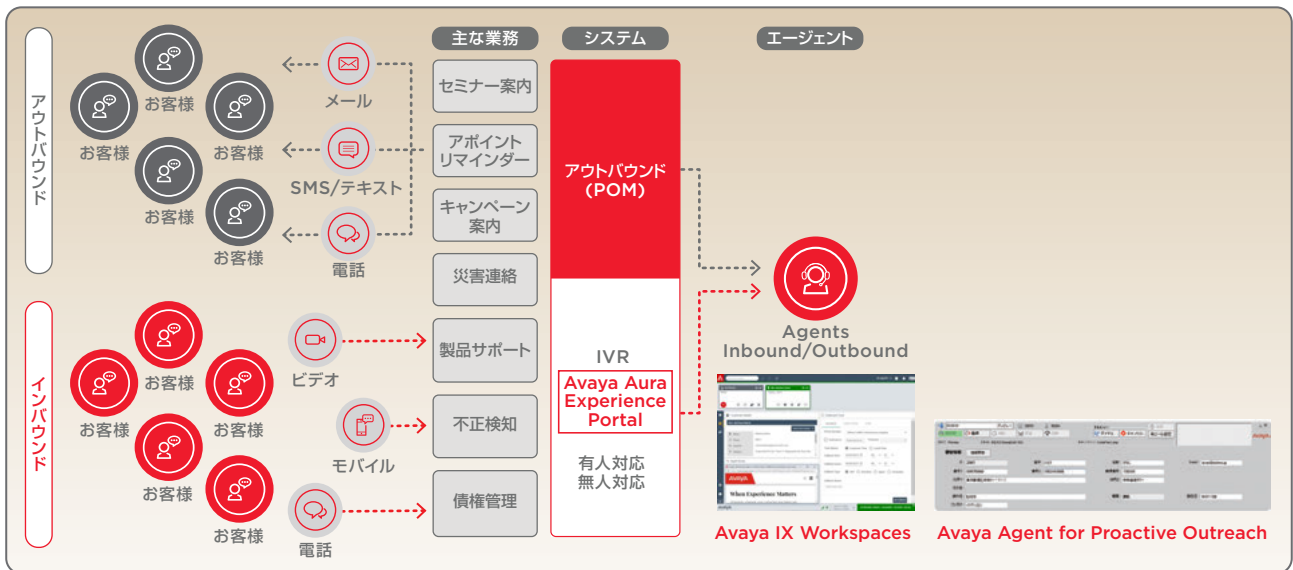 主な業務
システム
エージェント
アウトバウンド
お客様
お客様
お客様
お客様
お客様
メール
SMS/テキスト
電話
セミナー案内
アポイント
リマインダー
キャンペーン
案内
災害連絡
アウトバウンド
(POM)
インバウンド
お客様
お客様
お客様
お客様
お客様
ビデオ
モバイル
電話
製品サポート
不正検知
債権管理
IVR
Avaya Aura
Experience
Portal
有人対応
無人対応
Agents
Inbound/Outbound
When Experience Matters
Avaya IX Workspaces
Avaya Agent for Proactive Outreach